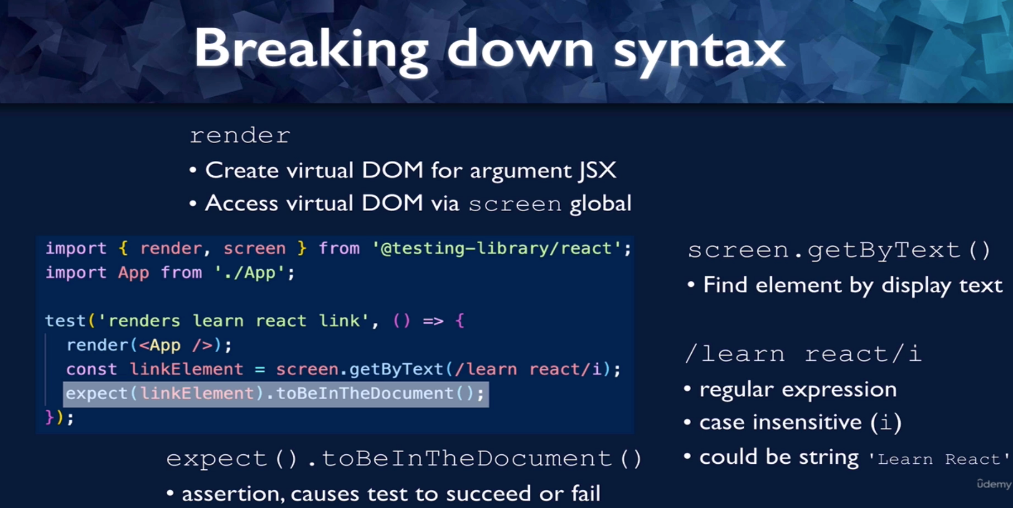 Breaking down syntax
render
• Create virtual DOM for argument JSX
• Access virtual DOM via screen global
import { render, screen } from '@testing-library/react';
import App from './App';
test('renders learn react link', () => {
render(<App />);
const linkElement = screen.getByText(/learn react/i);
expect(linkElement).toBeInTheDocument();
});
screen.getByText()
• Find element by display text
/learn react/i
• regular expression
• case insensitive (i)
• could be string 'Learn React'
expect().toBeInTheDocument()
• assertion, causes test to succeed or fail
ûdemy